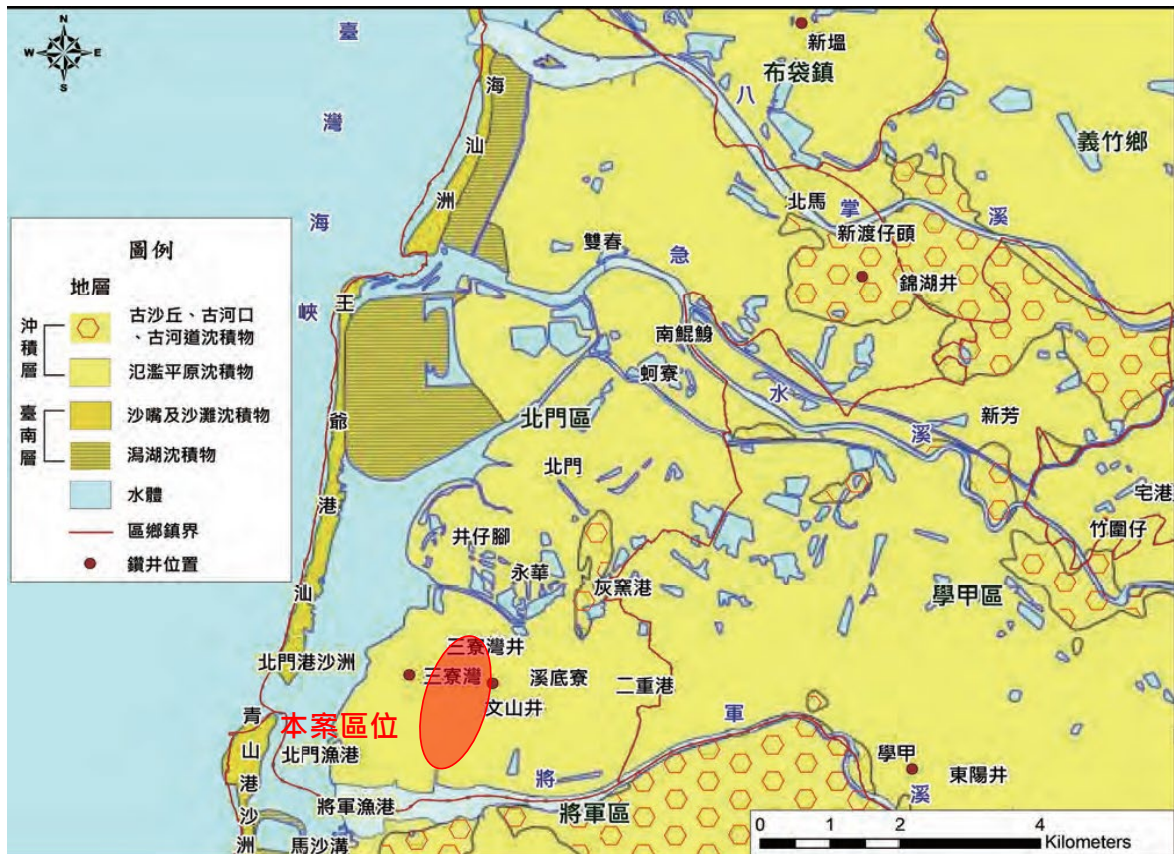 N
W
E
S
臺灣海峽
海汕洲
新塭
布袋鎮
八掌溪
義竹鄉
北馬
新渡仔頭
錦湖井
雙春
急水溪
南鯤鯓
蚵寮
王爺港汕
北門區
北門
新芳
宅港
竹圍仔
井仔腳
永華
灰窯港
學甲區
三寮灣井
三寮灣
溪底寮
文山井
二重港
北門港沙洲
本案區位
青山港沙洲
北門漁港
將軍漁港
將軍溪
將軍區
馬沙溝
學甲
東陽井
圖例
地層
沖積層
古沙丘、古河口
、古河道沈積物
氾濫平原沈積物
臺南層
沙嘴及沙灘沈積物
潟湖沈積物
水體
區鄉鎮界
鑽井位置
0 1 2 4
Kilometers